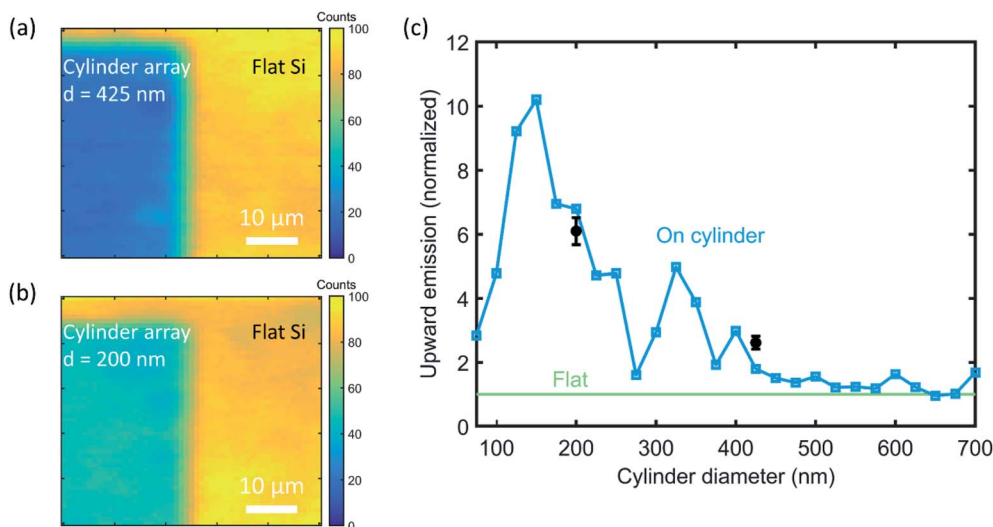 (a)
Counts
Cylinder array
d = 425 nm
Flat Si
10 µm
100
80
60
40
20
0
(b)
Counts
Cylinder array
d = 200 nm
Flat Si
10 µm
100
80
60
40
20
0
(c)
Upward emission (normalized)
12
10
8
6
4
2
0
On cylinder
Flat
100 200 300 400 500 600 700
Cylinder diameter (nm)